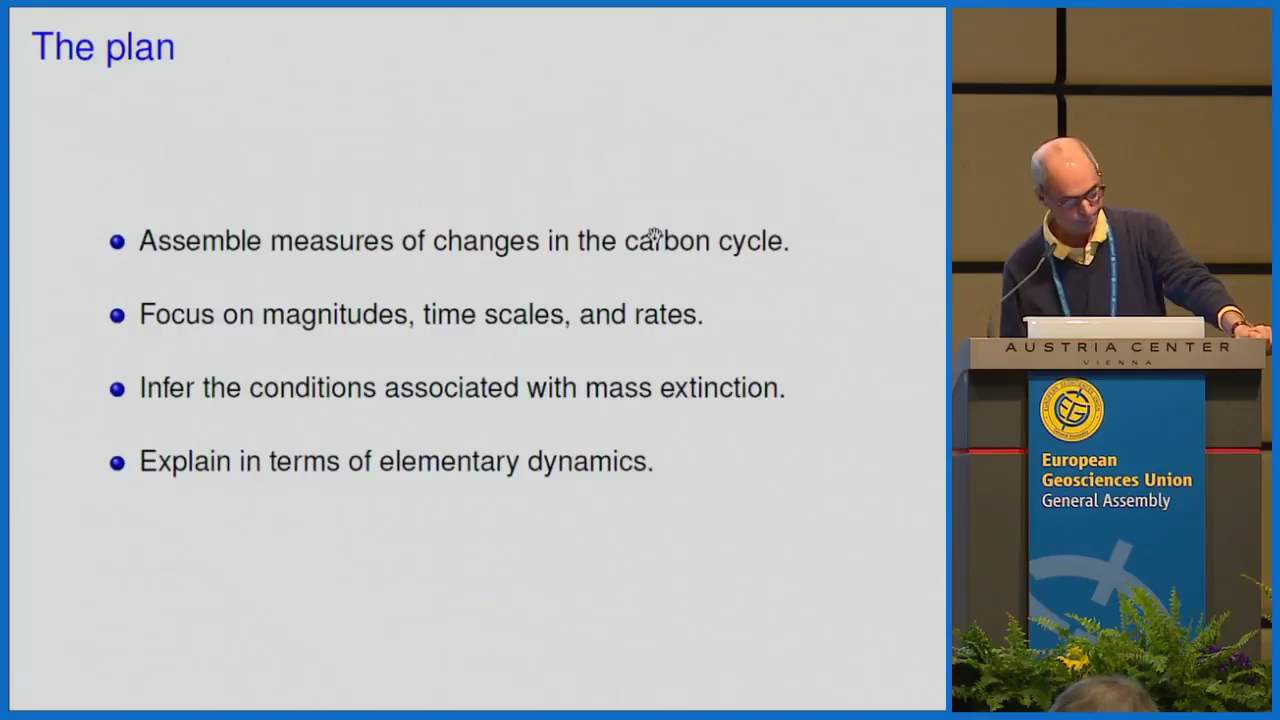 The plan
Assemble measures of changes in the carbon cycle.
Focus on magnitudes, time scales, and rates.
Infer the conditions associated with mass extinction.
Explain in terms of elementary dynamics.
AUSTRIA CENTER
VIENNA
European
Geosciences Union
General Assembly